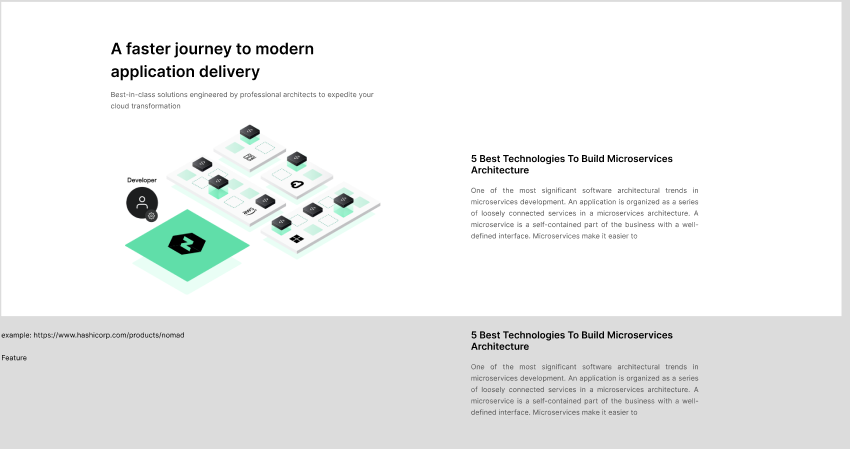 A faster journey to modern
application delivery
Best-in-class solutions engineered by professional architects to expedite your
cloud transformation
Developer
aws
5 Best Technologies To Build Microservices
Architecture
One of the most significant software architectural trends in
microservices development. An application is organized as a series
of loosely connected services in a microservices architecture. A
microservice is a self-contained part of the business with a well-
defined interface. Microservices make it easier to
example: https://www.hashicorp.com/products/nomad
Feature
5 Best Technologies To Build Microservices
Architecture
One of the most significant software architectural trends in
microservices development. An application is organized as a series
of loosely connected services in a microservices architecture. A
microservice is a self-contained part of the business with a well-
defined interface. Microservices make it easier to